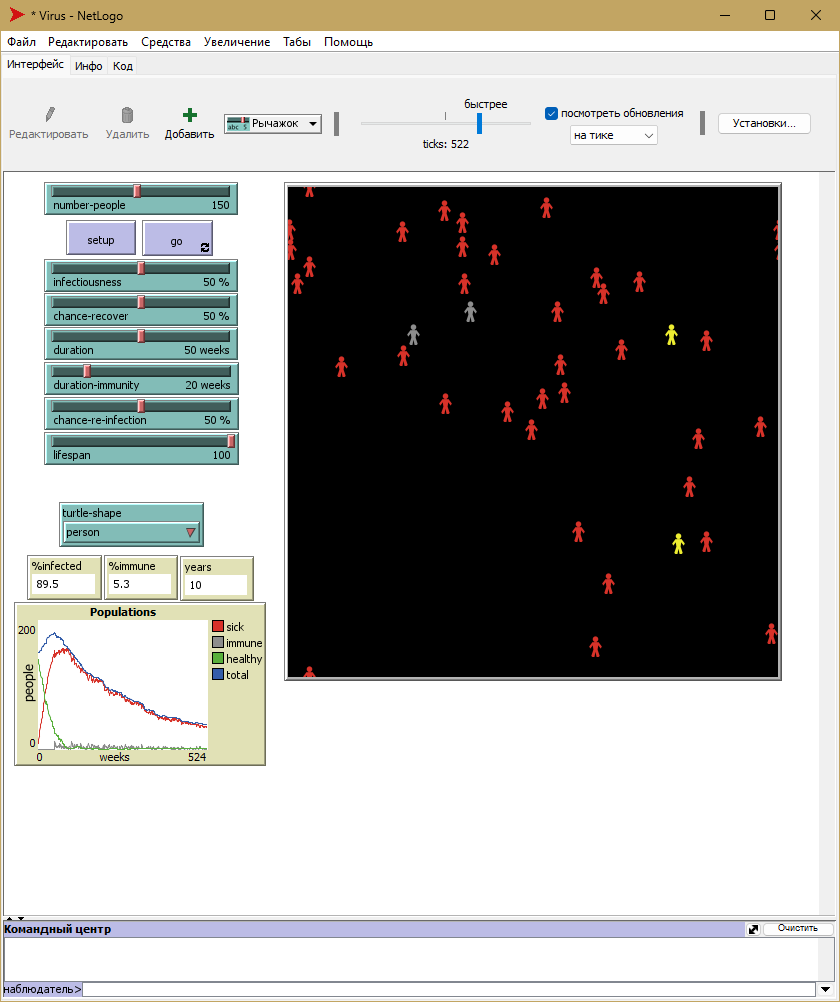 * Virus - NetLogo
Файл Редактировать Средства Увеличение Табы Помощь
Интерфейс Инфо Код
Редактировать Удалить Добавить
abc 5 Рычажок
быстрее
ticks: 522
посмотреть обновления
на тике
Установки...
number-people 150
setup go
infectiousness 50 %
chance-recover 50 %
duration 50 weeks
duration-immunity 20 weeks
chance-re-infection 50 %
lifespan 100
turtle-shape
person
%infected %immune years
89.5 5.3 10
Populations
200
people
0
0 weeks 524
sick
immune
healthy
total
Командный центр Очистить
наблюдатель>